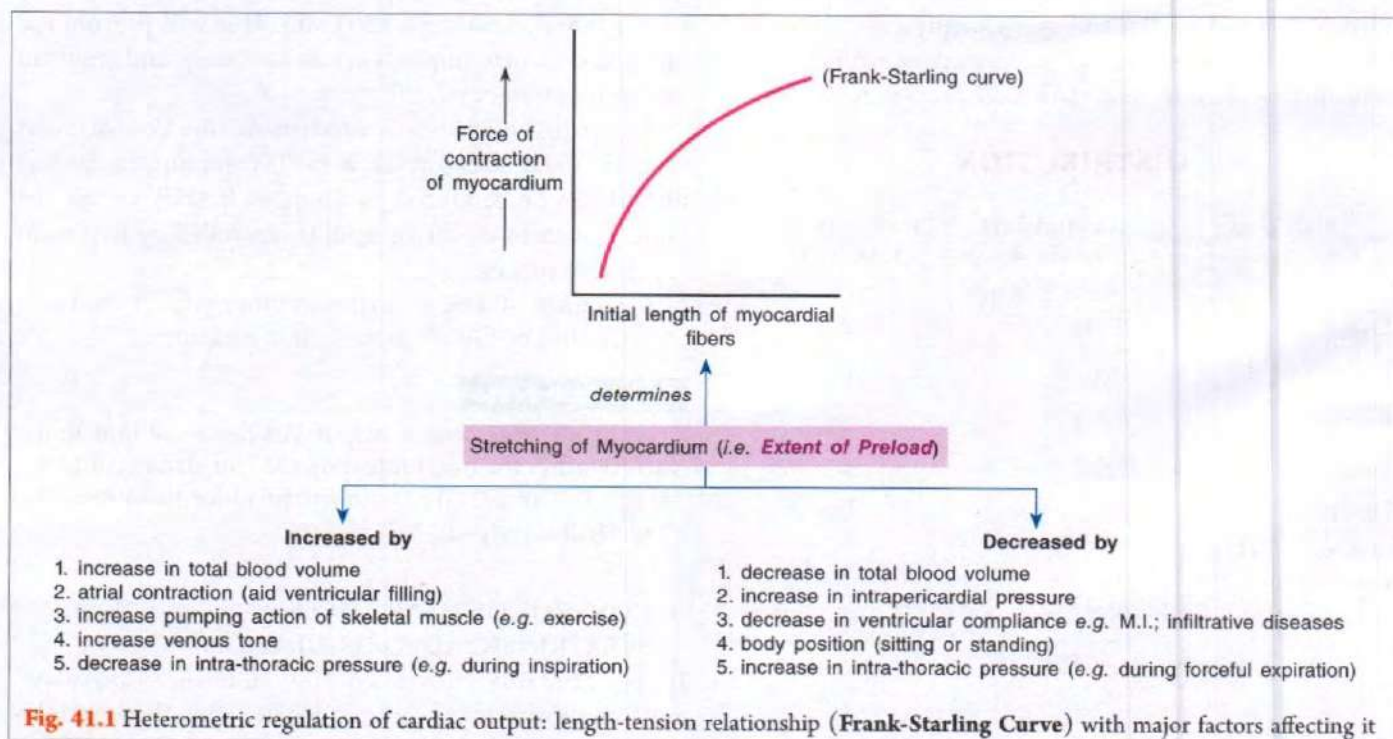 (Frank-Starling curve)
Force of
contraction
of myocardium
Initial length of myocardial
fibers
determines
Stretching of Myocardium (i.e. Extent of Preload)
Increased by
1. increase in total blood volume
2. atrial contraction (aid ventricular filling)
3. increase pumping action of skeletal muscle (e.g. exercise)
4. increase venous tone
5. decrease in intra-thoracic pressure (e.g. during inspiration)
Decreased by
1. decrease in total blood volume
2. increase in intrapericardial pressure
3. decrease in ventricular compliance e.g. M.I.; infiltrative diseases
4. body position (sitting or standing)
5. increase in intra-thoracic pressure (e.g. during forceful expiration)
Fig. 41.1 Heterometric regulation of cardiac output: length-tension relationship (Frank-Starling Curve) with major factors affecting it